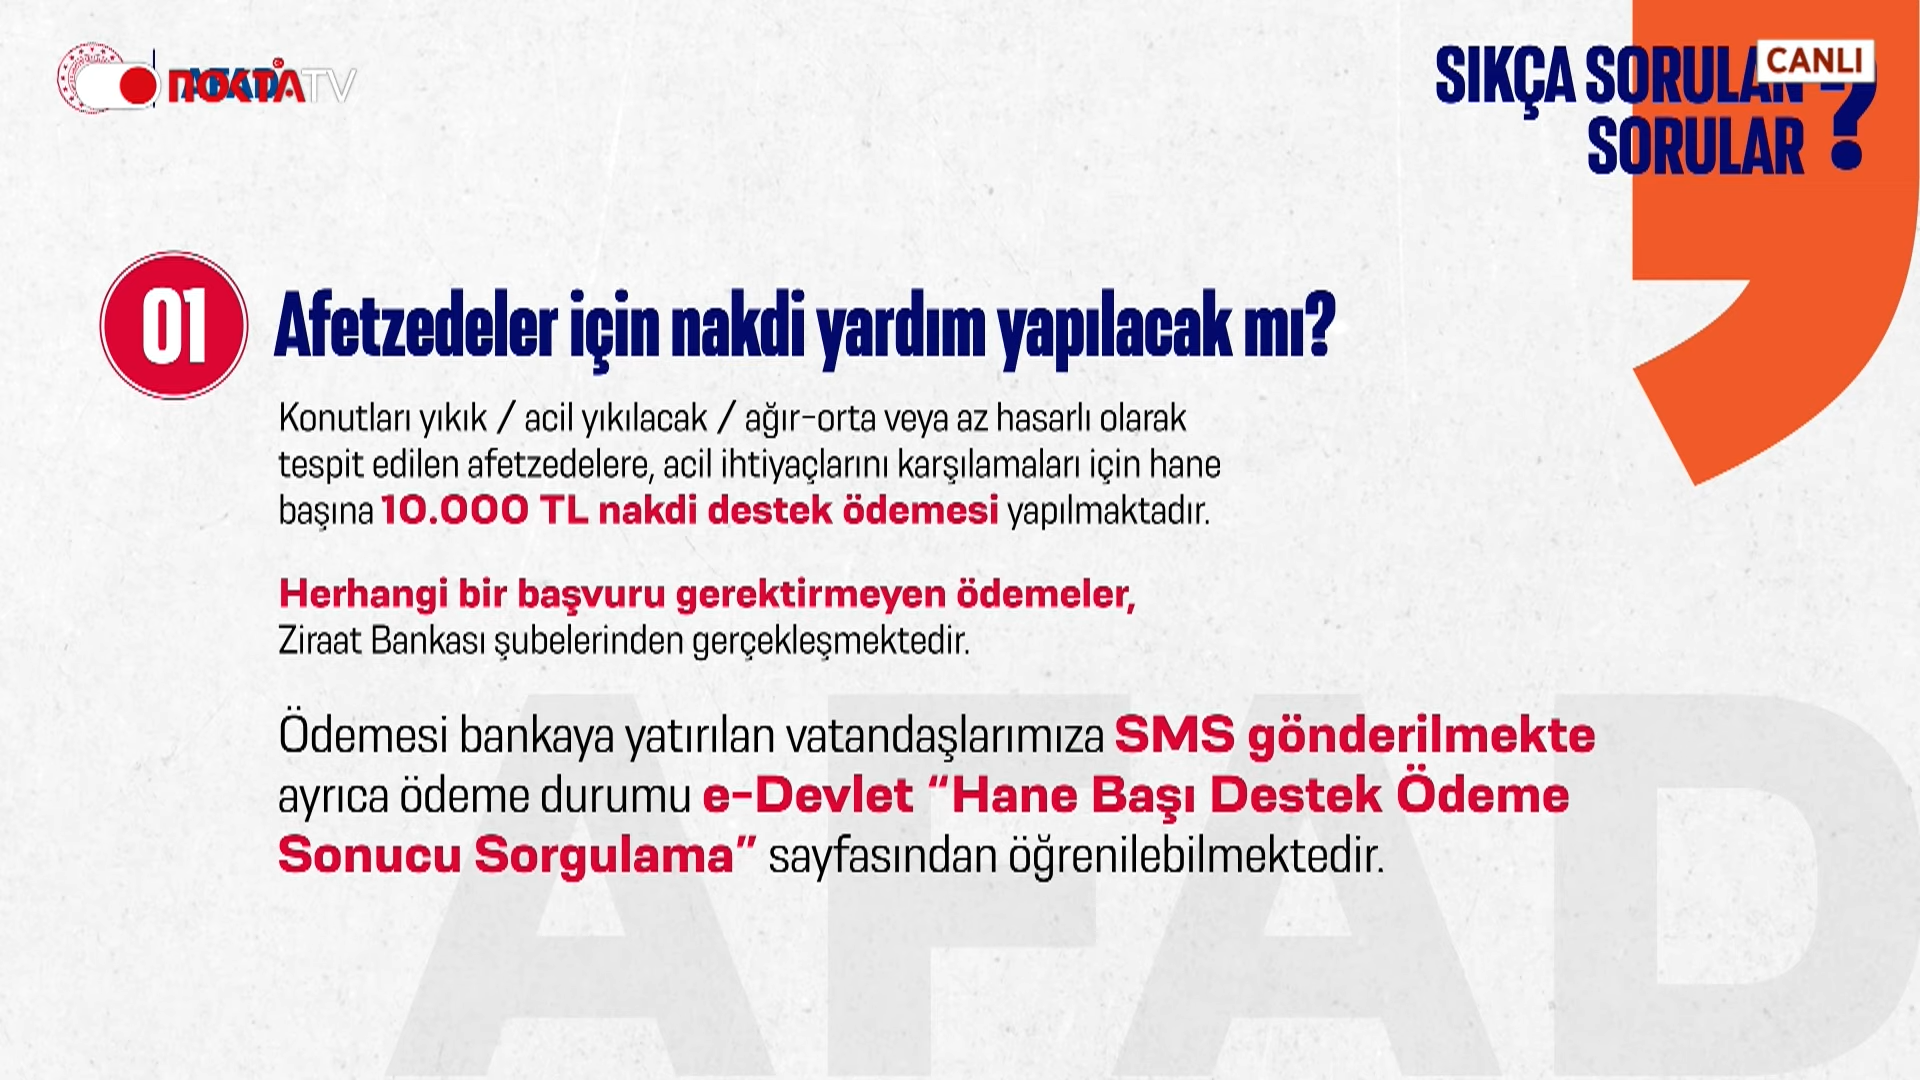 NOKTA TV
CANLI
SIKÇA SORULAN
SORULAR ?
01
Afetzedeler için nakdi yardım yapılacak mı?
Konutları yıkık / acil yıkılacak / ağır-orta veya az hasarlı olarak
tespit edilen afetzedelere, acil ihtiyaçlarını karşılamaları için hane
başına 10.000 TL nakdi destek ödemesi yapılmaktadır.
Herhangi bir başvuru gerektirmeyen ödemeler,
Ziraat Bankası şubelerinden gerçekleşmektedir.
Ödemesi bankaya yatırılan vatandaşlarımıza SMS gönderilmekte
ayrıca ödeme durumu e-Devlet “Hane Başı Destek Ödeme
Sonucu Sorgulama” sayfasından öğrenilebilmektedir.
AFAD